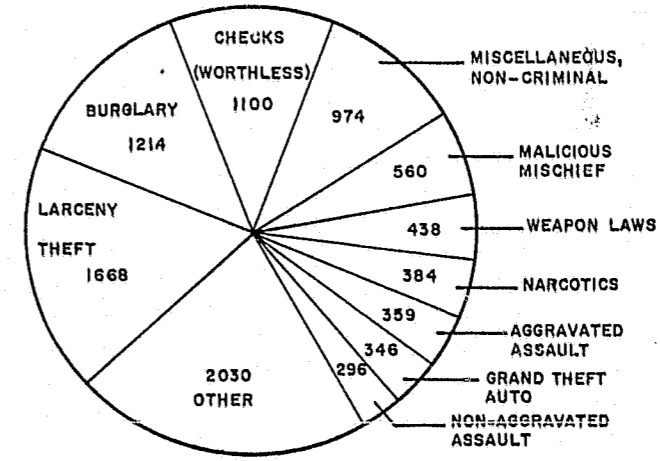 CHECKS
(WORTHLESS)
1100
MISCELLANEOUS,
NON-CRIMINAL
974
BURGLARY
1214
MALICIOUS
MISCHIEF
560
LARCENY
THEFT
1668
WEAPON LAWS
438
NARCOTICS
384
AGGRAVATED
ASSAULT
359
GRAND THEFT
AUTO
346
NON-AGGRAVATED
ASSAULT
296
2030
OTHER